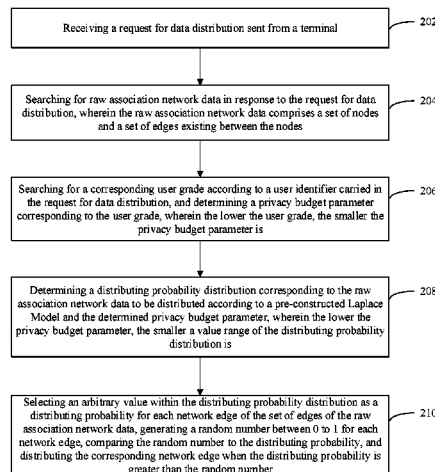 Receiving a request for data distribution sent from a terminal
202
Searching for raw association network data in response to the request for data
distribution, wherein the raw association network data comprises a set of nodes
and a set of edges existing between the nodes
204
Searching for a corresponding user grade according to a user identifier carried in
the request for data distribution, and determining a privacy budget parameter
corresponding to the user grade, wherein the lower the user grade, the smaller the
privacy budget parameter is
206
Determining a distributing probability distribution corresponding to the raw
association network data to be distributed according to a pre-constructed Laplace
Model and the determined privacy budget parameter, wherein the lower the
privacy budget parameter, the smaller a value range of the distributing probability
distribution is
208
Selecting an arbitrary value within the distributing probability distribution as a
distributing probability for each network edge of the set of edges of the raw
association network data, generating a random number between 0 to 1 for each
network edge, comparing the random number to the distributing probability, and
distributing the corresponding network edge when the distributing probability is
greater than the random number
210